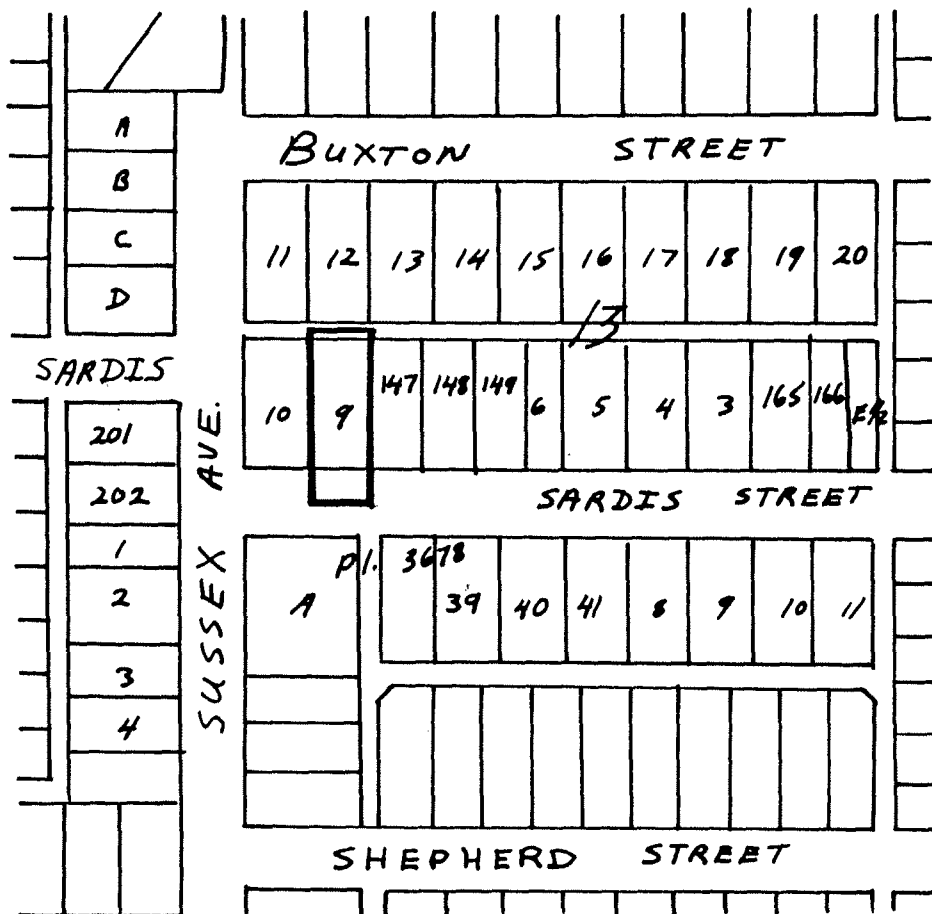 A
B
C
D
BUXTON STREET
11 12 13 14 15 16 17 18 19 20
13
SARDIS
10 9 147 148 149 6 5 4 3 165 166 E½
201
202
1
2
3
4
SUSSEX AVE.
SARDIS STREET
Pl. 3678
A 39 40 41 8 9 10 11
SHEPHERD STREET